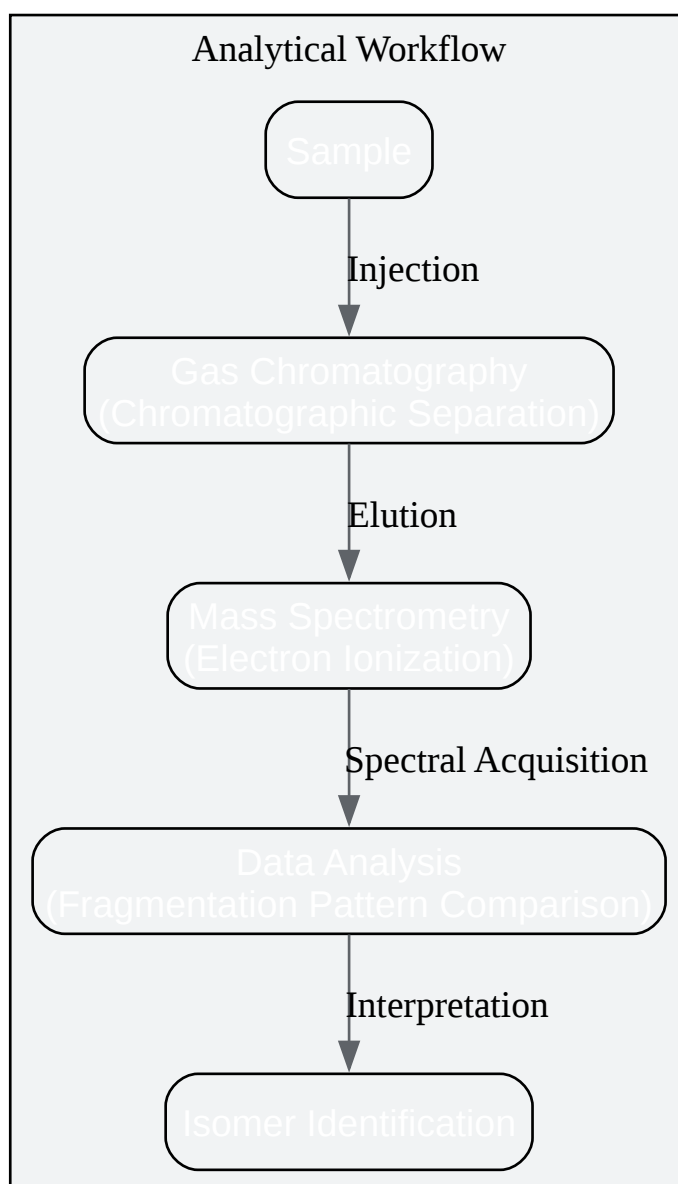 Analytical Workflow
Sample
Injection
Gas Chromatography
(Chromatographic Separation)
Elution
Mass Spectrometry
(Electron Ionization)
Spectral Acquisition
Data Analysis
(Fragmentation Pattern Comparison)
Interpretation
Isomer Identification